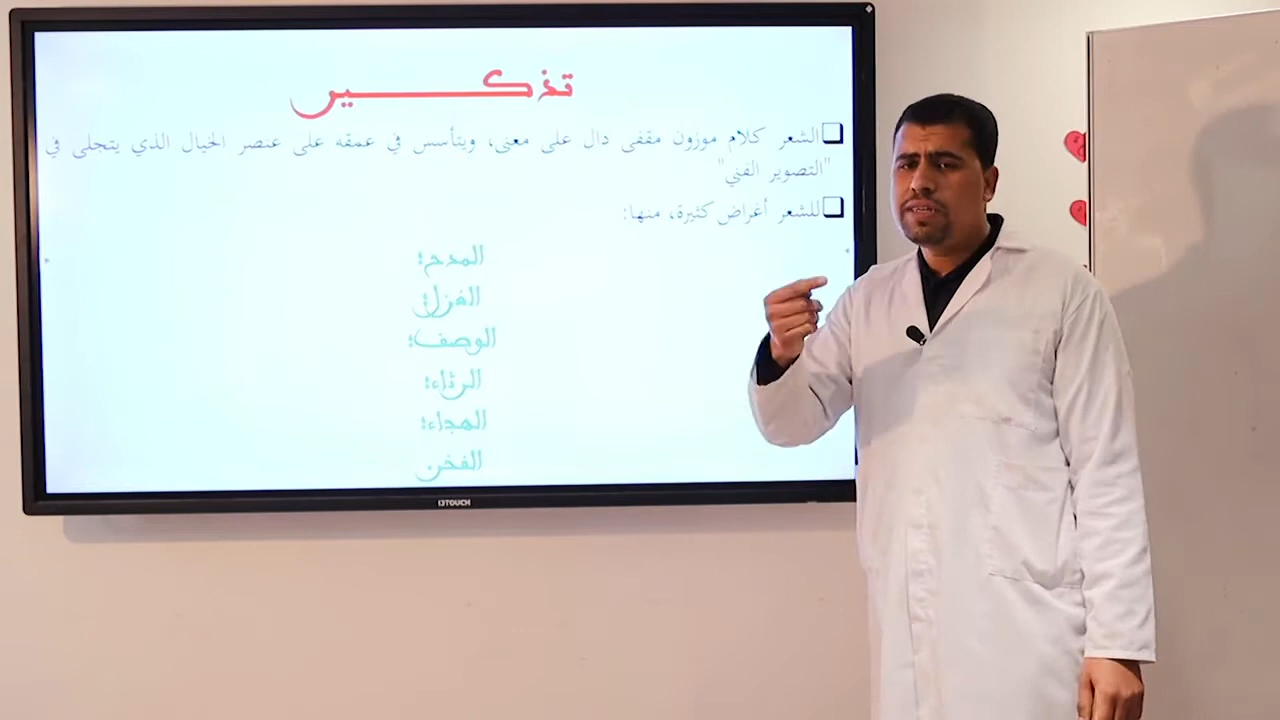 تذكير
الشعر كلام موزون مقفى دال على معنى، ويتأسس في عمقه على عنصر الخيال الذي يتجلى في
"التصوير الفني"
للشعر أغراض كثيرة، منها:
المدح؛
الغزل؛
الوصف؛
الرثاء؛
الهجاء؛
الفخر
i3TOUCH